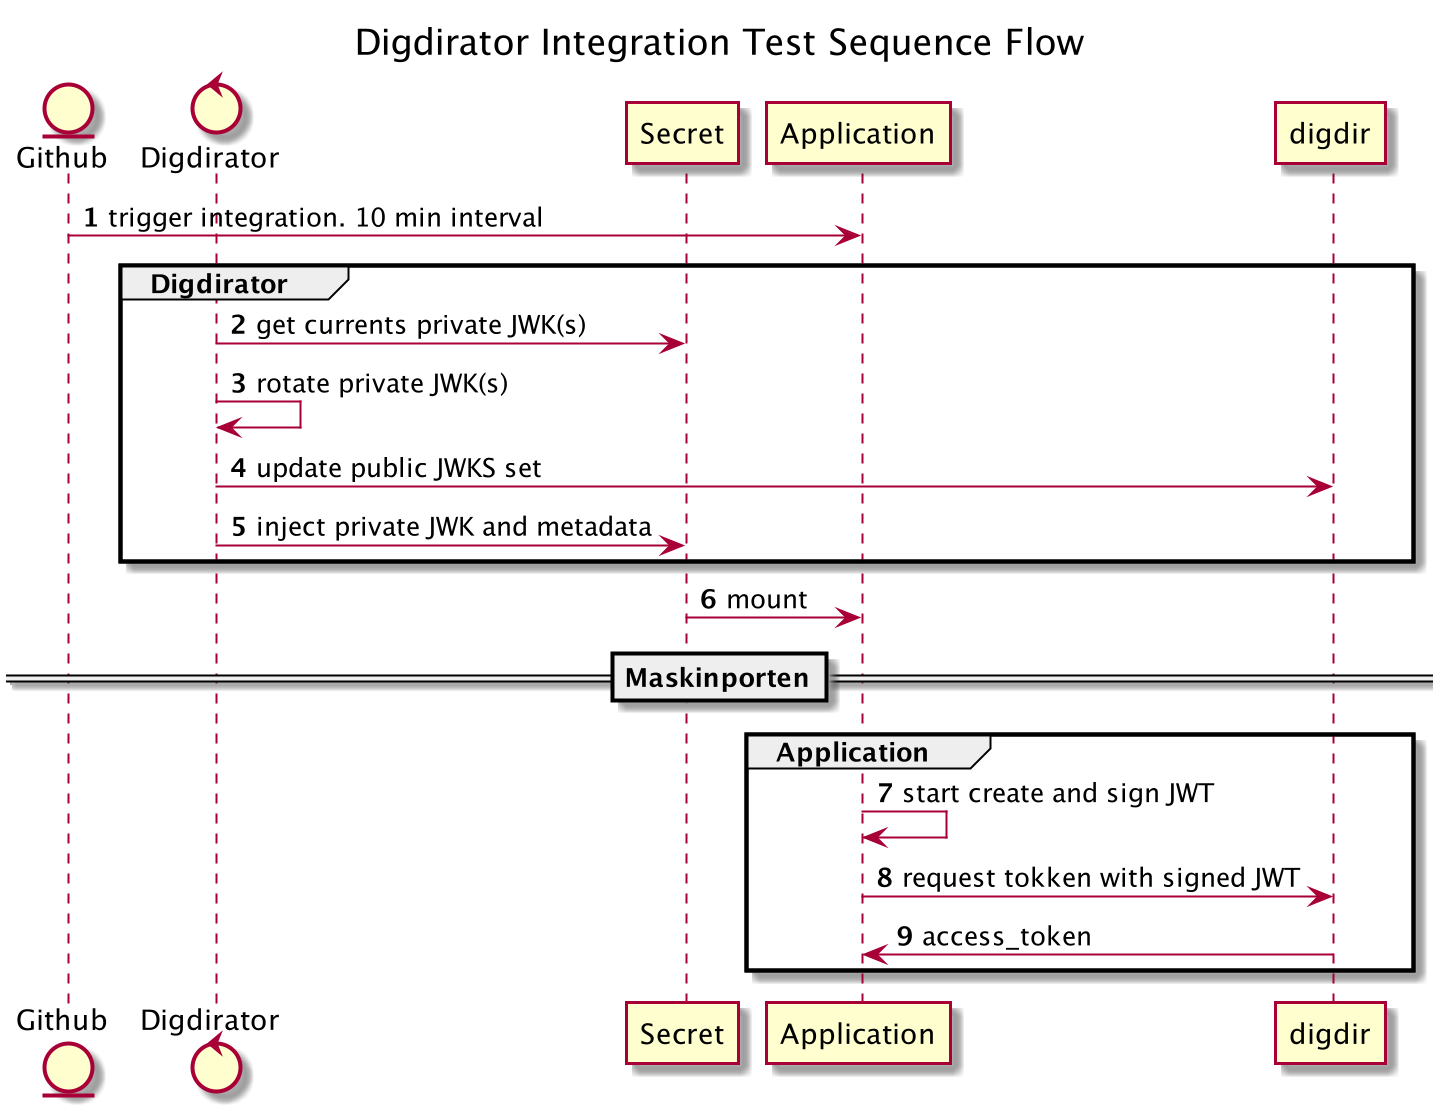 Digdirator Integration Test Sequence Flow
Github
Digdirator
Secret
Application
digdir
1 trigger integration. 10 min interval
Digdirator
2 get currents private JWK(s)
3 rotate private JWK(s)
4 update public JWKS set
5 inject private JWK and metadata
6 mount
Maskinporten
Application
7 start create and sign JWT
8 request tokken with signed JWT
9 access_token
Github
Digdirator
Secret
Application
digdir